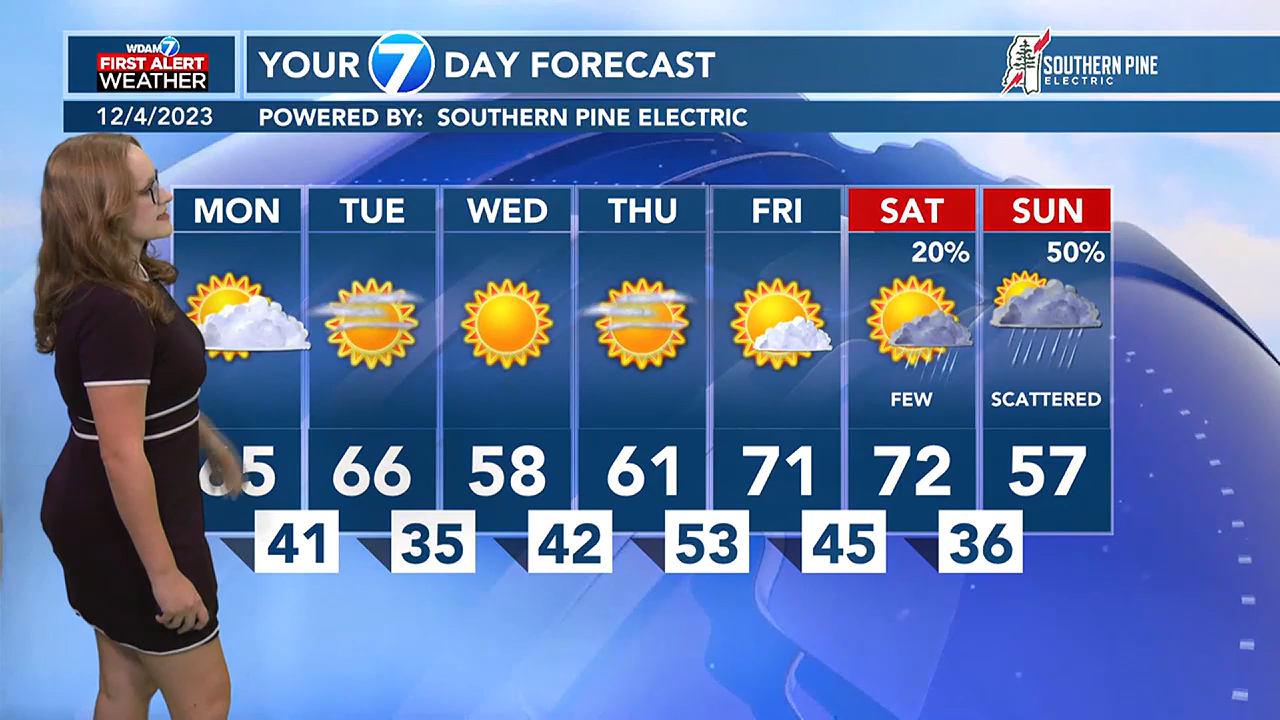 WDAM 7
FIRST ALERT
WEATHER
YOUR 7 DAY FORECAST
SOUTHERN PINE
ELECTRIC
12/4/2023
POWERED BY: SOUTHERN PINE ELECTRIC
MON TUE WED THU FRI SAT SUN
20% 50%
FEW SCATTERED
65 66 58 61 71 72 57
41 35 42 53 45 36